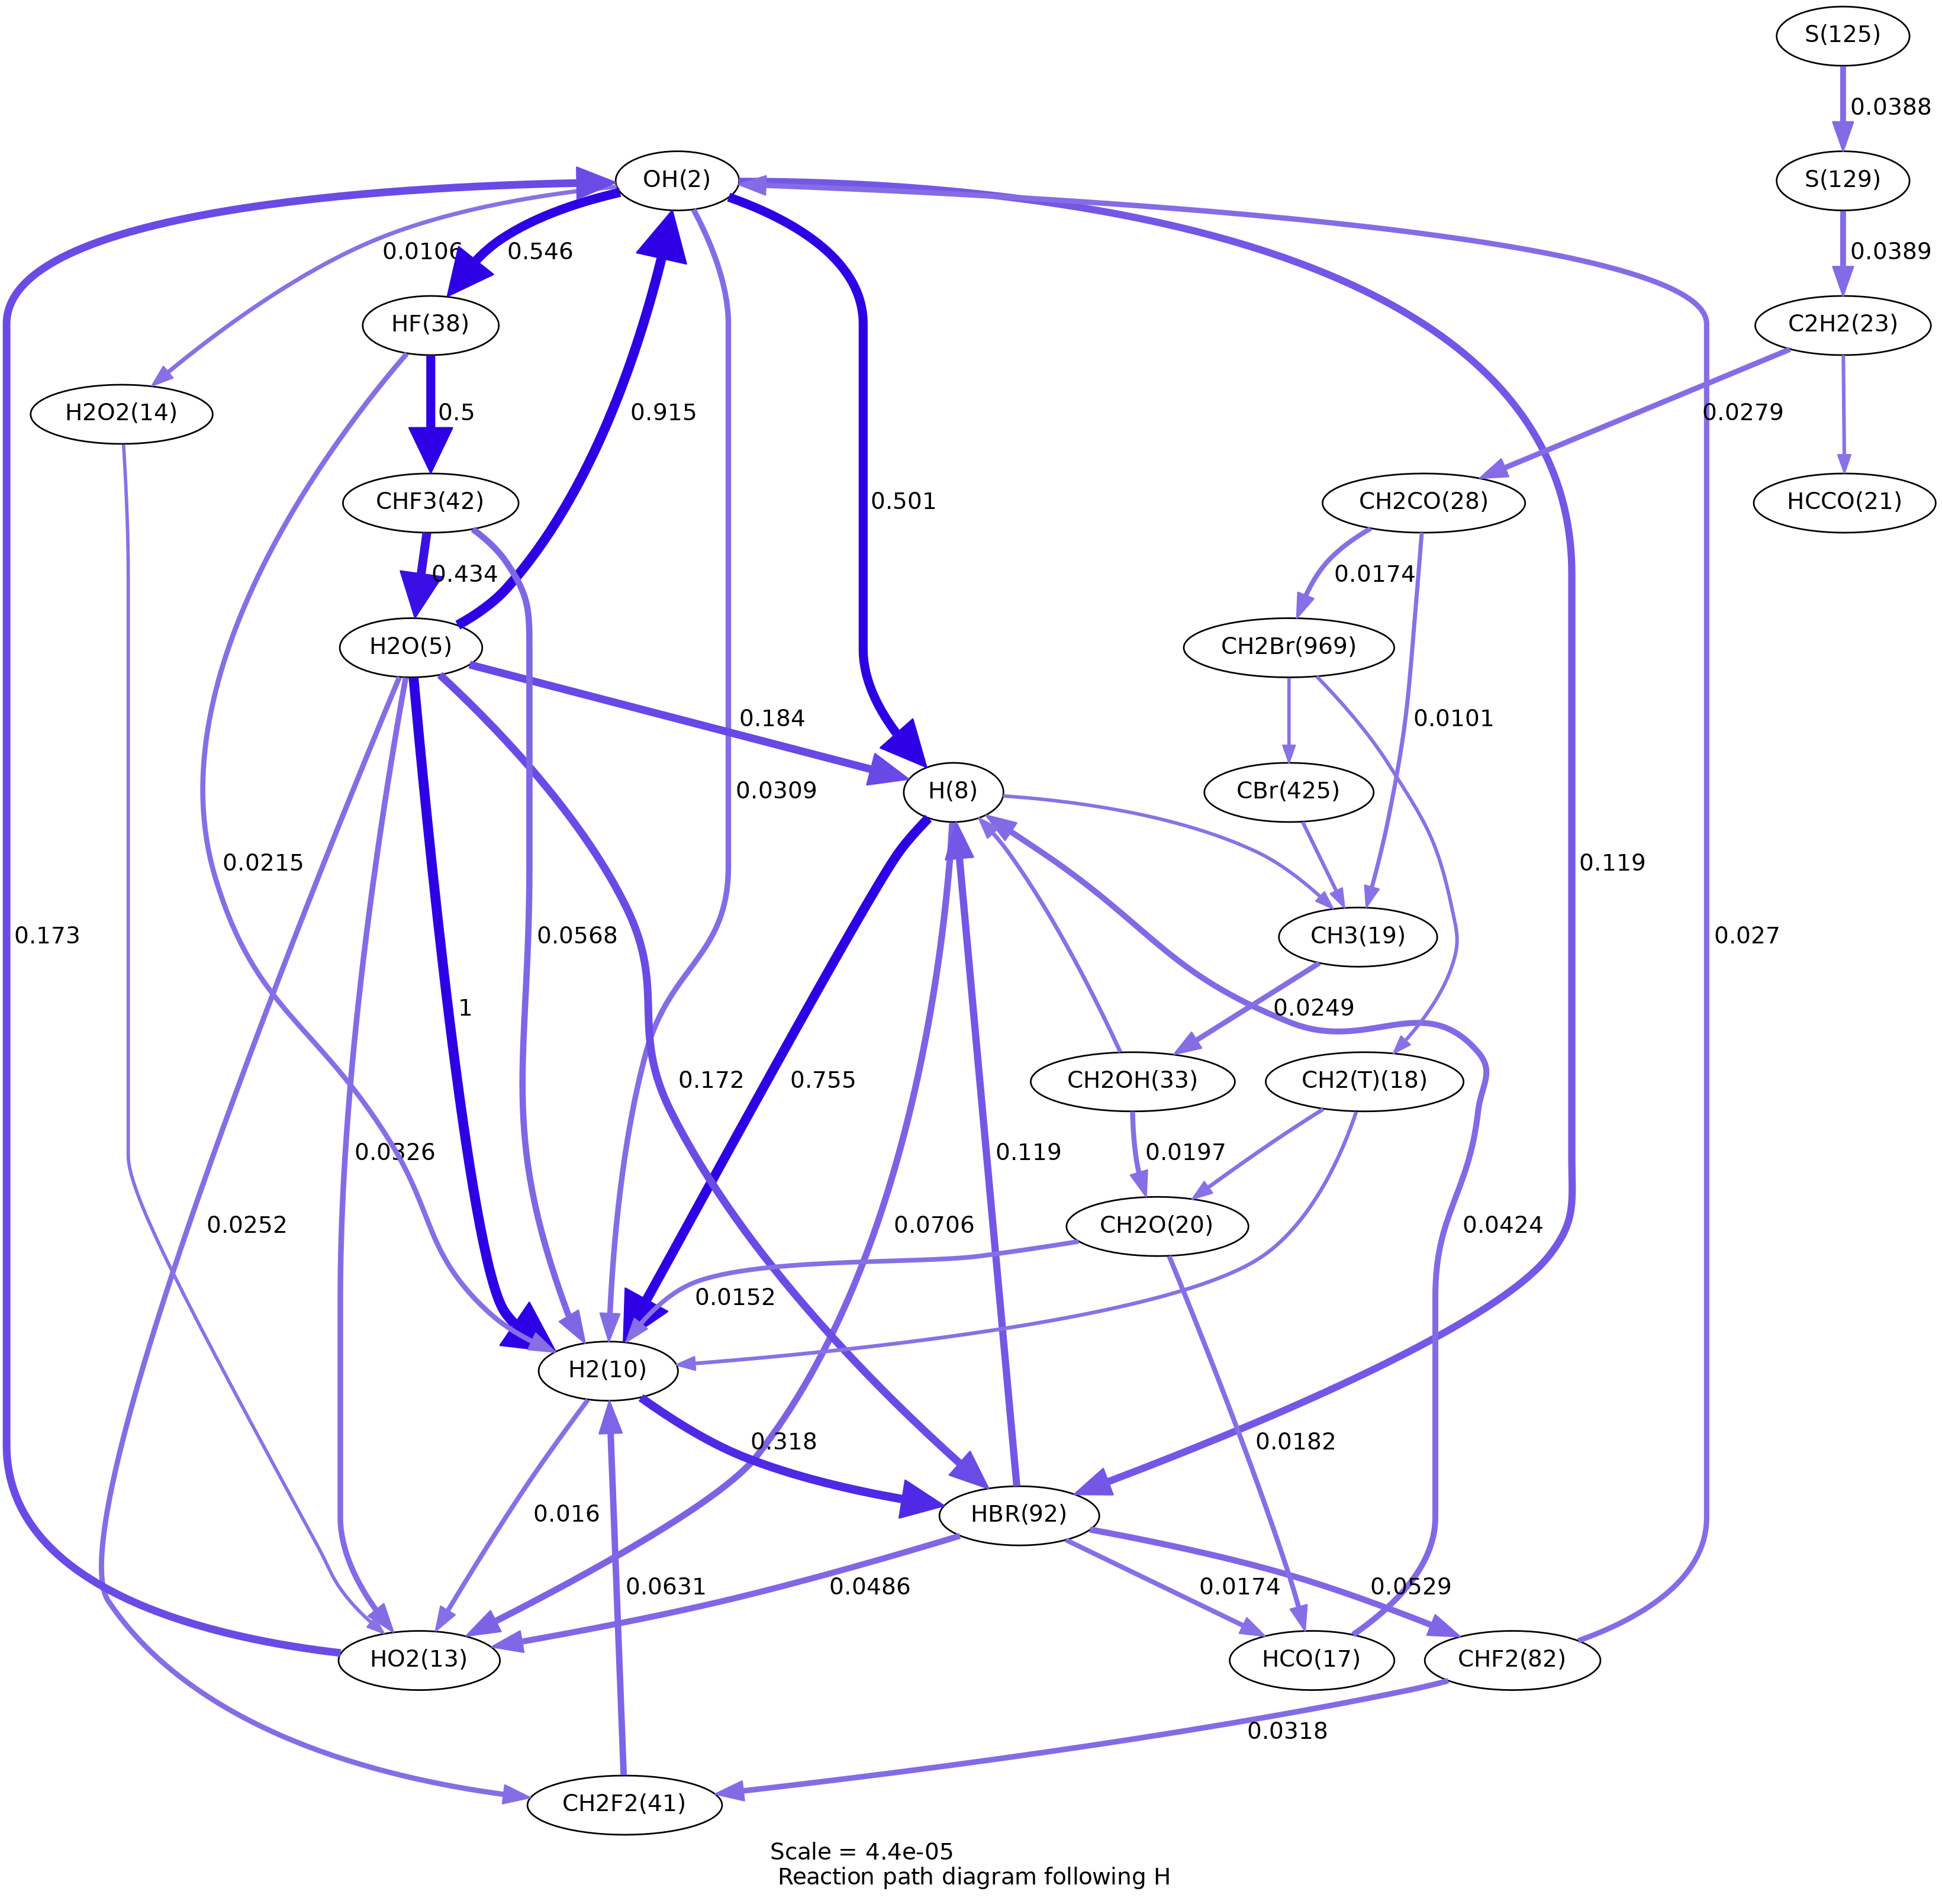 S(125)
0.0388
OH(2)
S(129)
0.0106
0.546
0.0389
HF(38)
C2H2(23)
H2O2(14)
0.5
0.915
0.0279
CHF3(42)
0.501
CH2CO(28)
HCCO(21)
0.434
0.0174
H2O(5)
CH2Br(969)
0.184
0.0101
0.0309
H(8)
CBr(425)
0.0215
0.119
0.173
0.0568
CH3(19)
0.027
1
0.0249
0.172
0.755
CH2OH(33)
CH2(T)(18)
0.0326
0.119
0.0197
0.0252
0.0706
CH2O(20)
0.0424
0.0152
H2(10)
0.318
0.0182
0.016
HBR(92)
0.0631
0.0486
0.0174
0.0529
HO2(13)
HCO(17)
CHF2(82)
0.0318
CH2F2(41)
Scale = 4.4e-05
Reaction path diagram following H